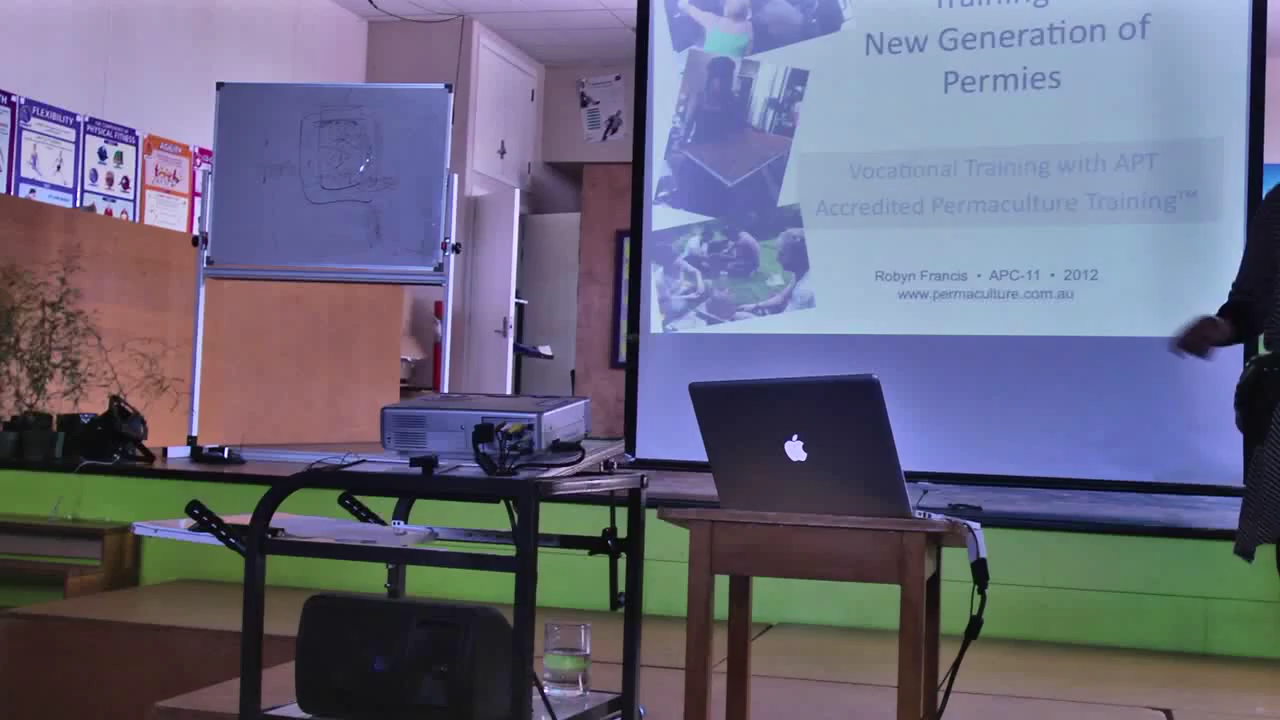 FLEXIBILITY
PHYSICAL FITNESS
AGILITY
Training
New Generation of
Permies
Vocational Training with APT
Accredited Permaculture Training™
Robyn Francis • APC-11 • 2012
www.permaculture.com.au